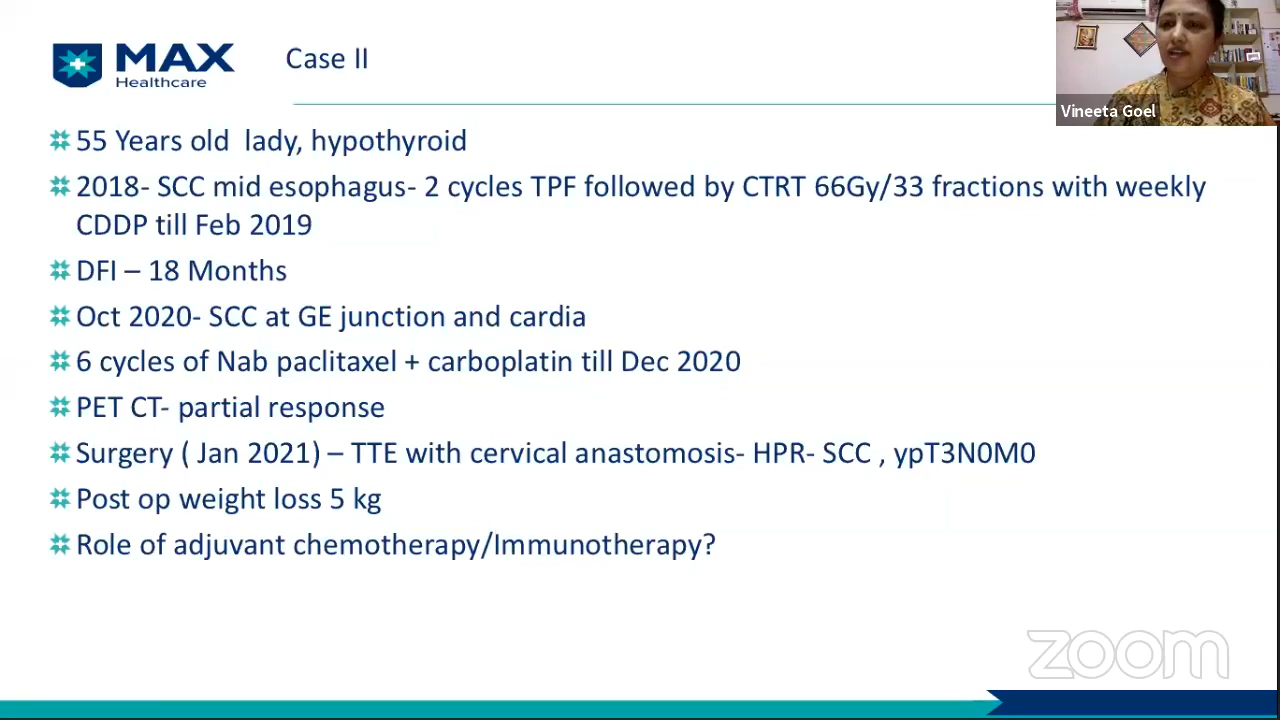 MAX
Healthcare
Case II
Vineeta Goel
55 Years old lady, hypothyroid
2018- SCC mid esophagus- 2 cycles TPF followed by CTRT 66Gy/33 fractions with weekly
CDDP till Feb 2019
DFI – 18 Months
Oct 2020- SCC at GE junction and cardia
6 cycles of Nab paclitaxel + carboplatin till Dec 2020
PET CT- partial response
Surgery ( Jan 2021) – TTE with cervical anastomosis- HPR- SCC , ypT3N0M0
Post op weight loss 5 kg
Role of adjuvant chemotherapy/Immunotherapy?
zoom